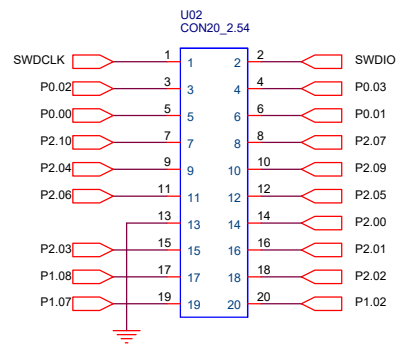 U02
CON20_2.54
SWDCLK 1 1 2 2 SWDIO
P0.02 3 3 4 4 P0.03
P0.00 5 5 6 6 P0.01
P2.10 7 7 8 8 P2.07
P2.04 9 9 10 10 P2.09
P2.06 11 11 12 12 P2.05
13 13 14 14 P2.00
P2.03 15 15 16 16 P2.01
P1.08 17 17 18 18 P2.02
P1.07 19 19 20 20 P1.02